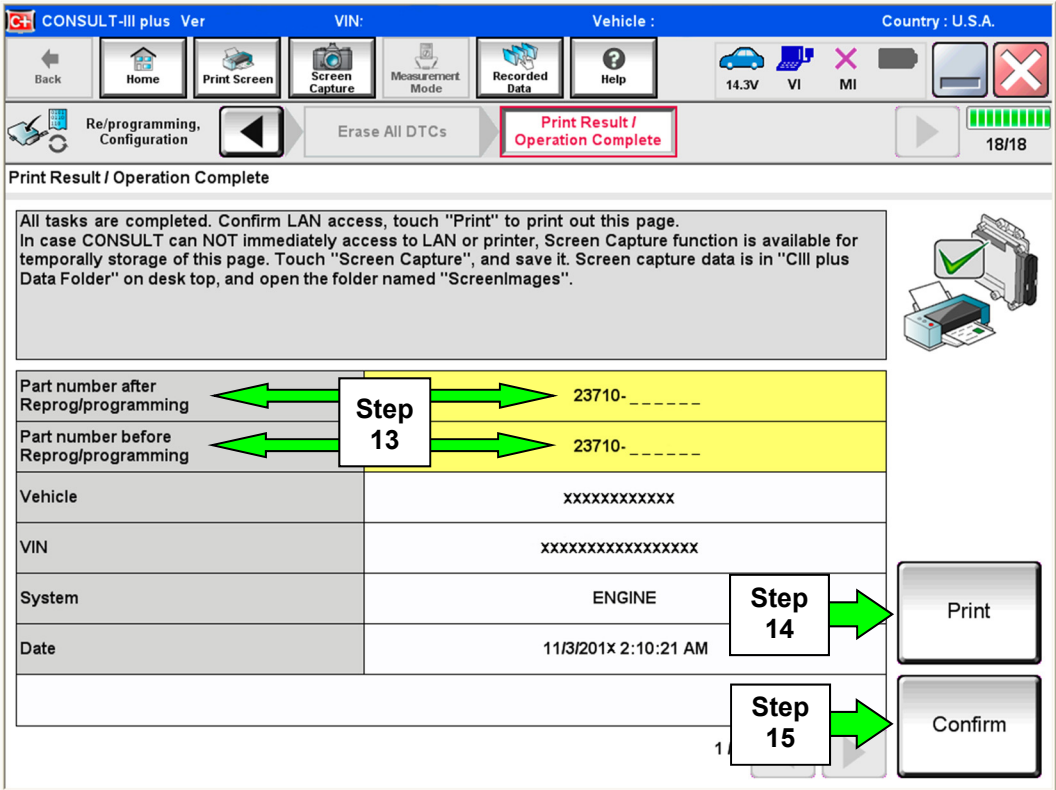 C+ CONSULT-III plus Ver VIN: Vehicle : Country : U.S.A.
Back
Home
Print Screen
Screen
Capture
Measurement
Mode
Recorded
Data
?
Help
14.3V
VI
MI
Re/programming,
Configuration
Erase All DTCs
Print Result /
Operation Complete
18/18
Print Result / Operation Complete
All tasks are completed. Confirm LAN access, touch "Print" to print out this page.
In case CONSULT can NOT immediately access to LAN or printer, Screen Capture function is available for
temporally storage of this page. Touch "Screen Capture", and save it. Screen capture data is in "CIII plus
Data Folder" on desk top, and open the folder named "ScreenImages".
Part number after
Reprog/programming
23710-_ _ _ _ _ _
Step
13
Part number before
Reprog/programming
23710-_ _ _ _ _ _
Vehicle
xxxxxxxxxxxx
VIN
xxxxxxxxxxxxxxxxx
System
ENGINE
Step
14
Print
Date
11/3/201x 2:10:21 AM
Step
15
Confirm
1 /